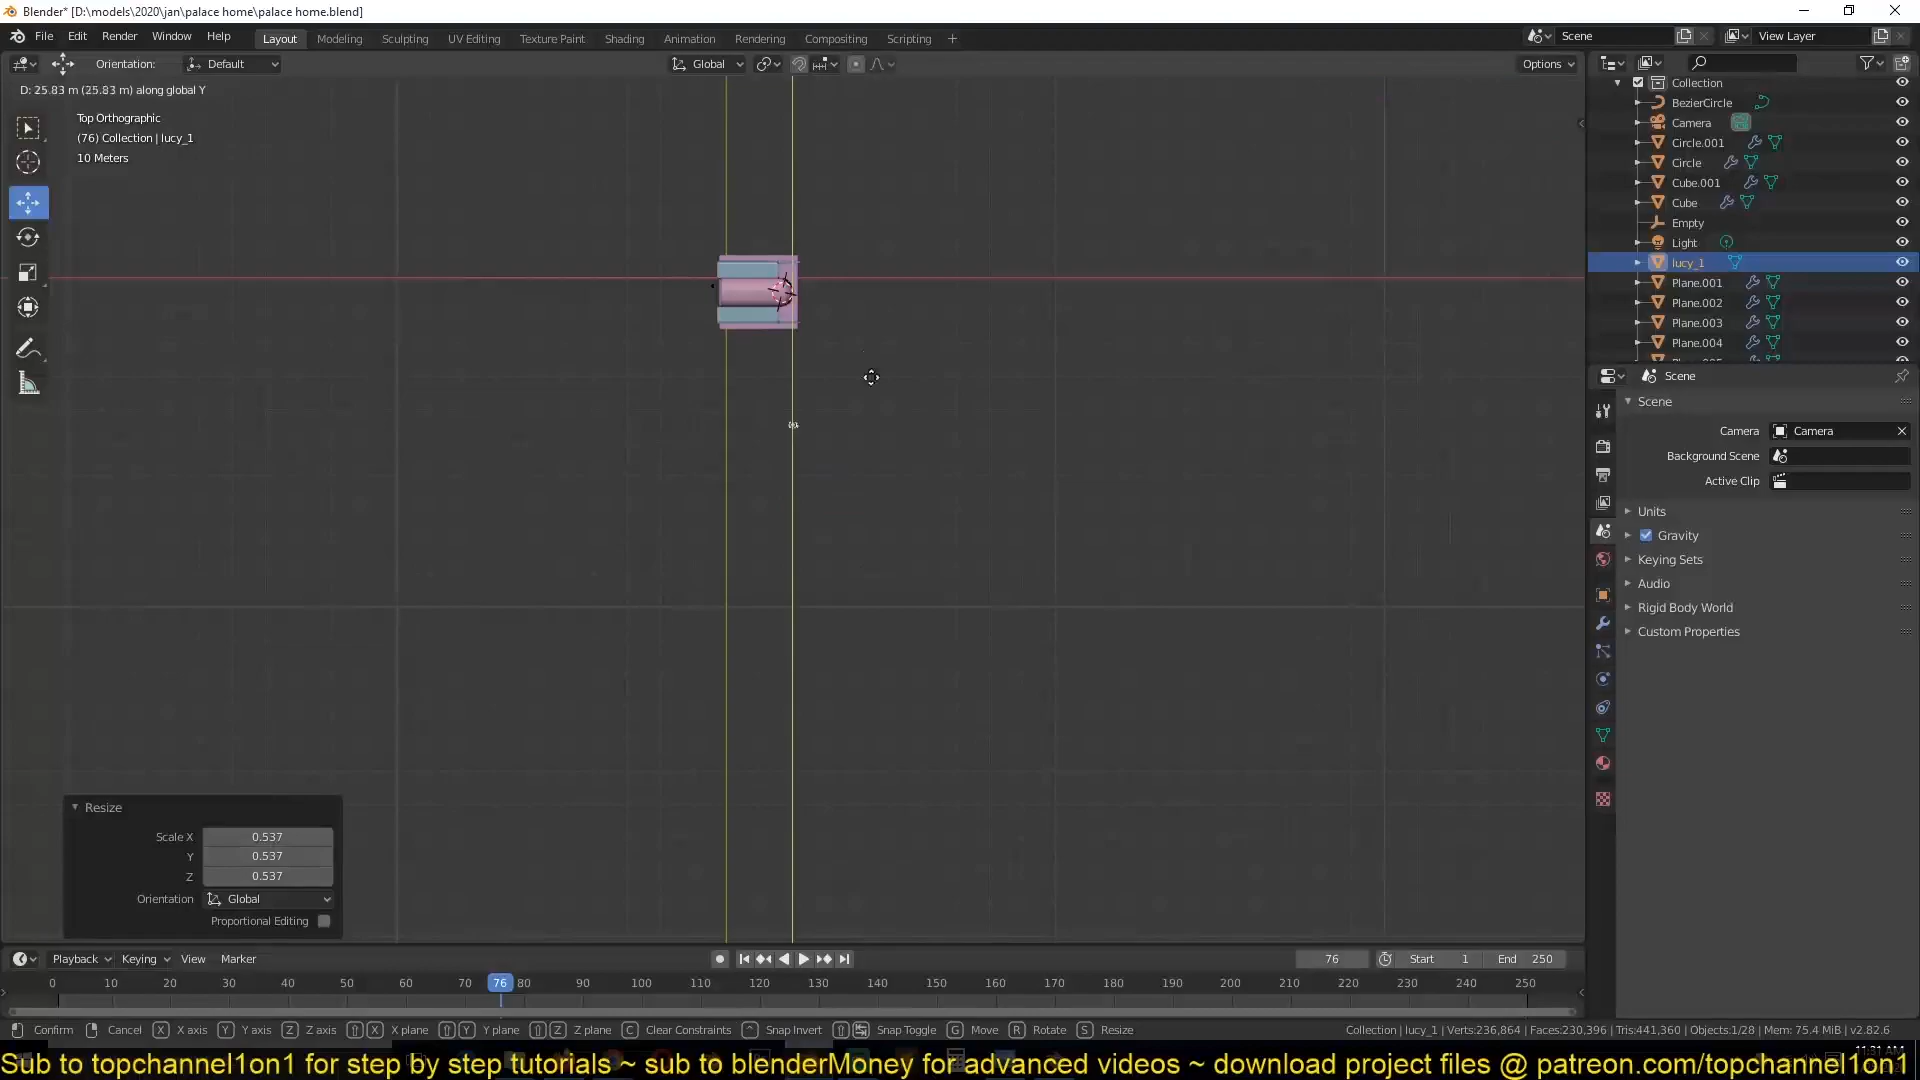 Blender* [D:\models\2020\jan\palace home\palace home.blend]
File Edit Render Window Help
Layout Modeling Sculpting UV Editing Texture Paint Shading Animation Rendering Compositing Scripting
Scene View Layer
Orientation: Default Global Options
D: 25.83 m (25.83 m) along global Y
Top Orthographic
(76) Collection | lucy_1
10 Meters
Collection
BezierCircle
Camera
Circle.001
Circle
Cube.001
Cube
Empty
Light
lucy_1
Plane.001
Plane.002
Plane.003
Plane.004
Scene
Scene
Camera Camera
Background Scene
Active Clip
Units
Gravity
Keying Sets
Audio
Rigid Body World
Custom Properties
Resize
Scale X 0.537
Y 0.537
Z 0.537
Orientation Global
Proportional Editing
Playback Keying View Marker 76 Start 1 End 250
0 10 20 30 40 50 60 70 76 80 90 100 110 120 130 140 150 160 170 180 190 200 210 220 230 240 250
Confirm Cancel X X axis Y Y axis Z Z axis X X plane Y Y plane Z Z plane C Clear Constraints Snap Invert Snap Toggle G Move R Rotate S Resize Collection | lucy_1 | Verts:236,864 | Faces:230,396 | Tris:441,360 | Objects:1/28 | Mem: 75.4 MiB | v2.82.6
11:31 AM
Sub to topchannel1on1 for step by step tutorials ~ sub to blenderMoney for advanced videos ~ download project files @ patreon.com/topchannel1on1